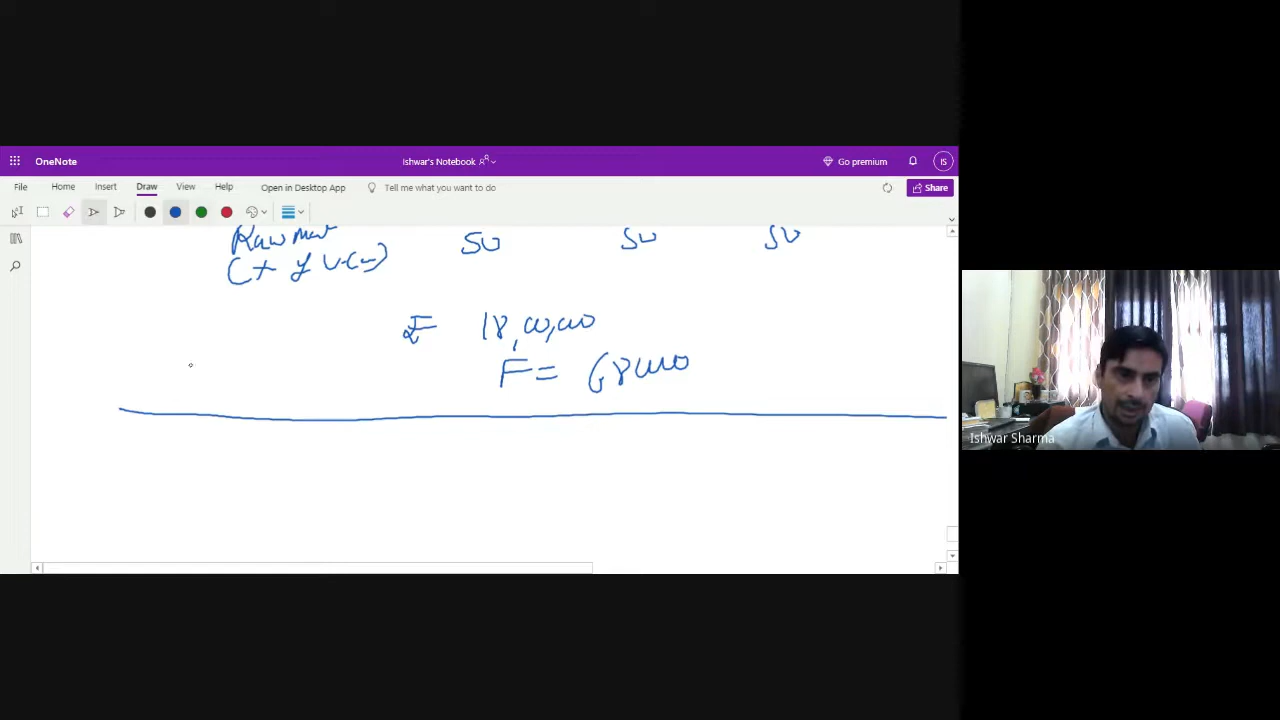 OneNote
Ishwar's Notebook
Go premium
IS
File Home Insert Draw View Help Open in Desktop App Tell me what you want to do
Share
Raw mat 50 50 50
18,00,000
F = 68000
Ishwar Sharma